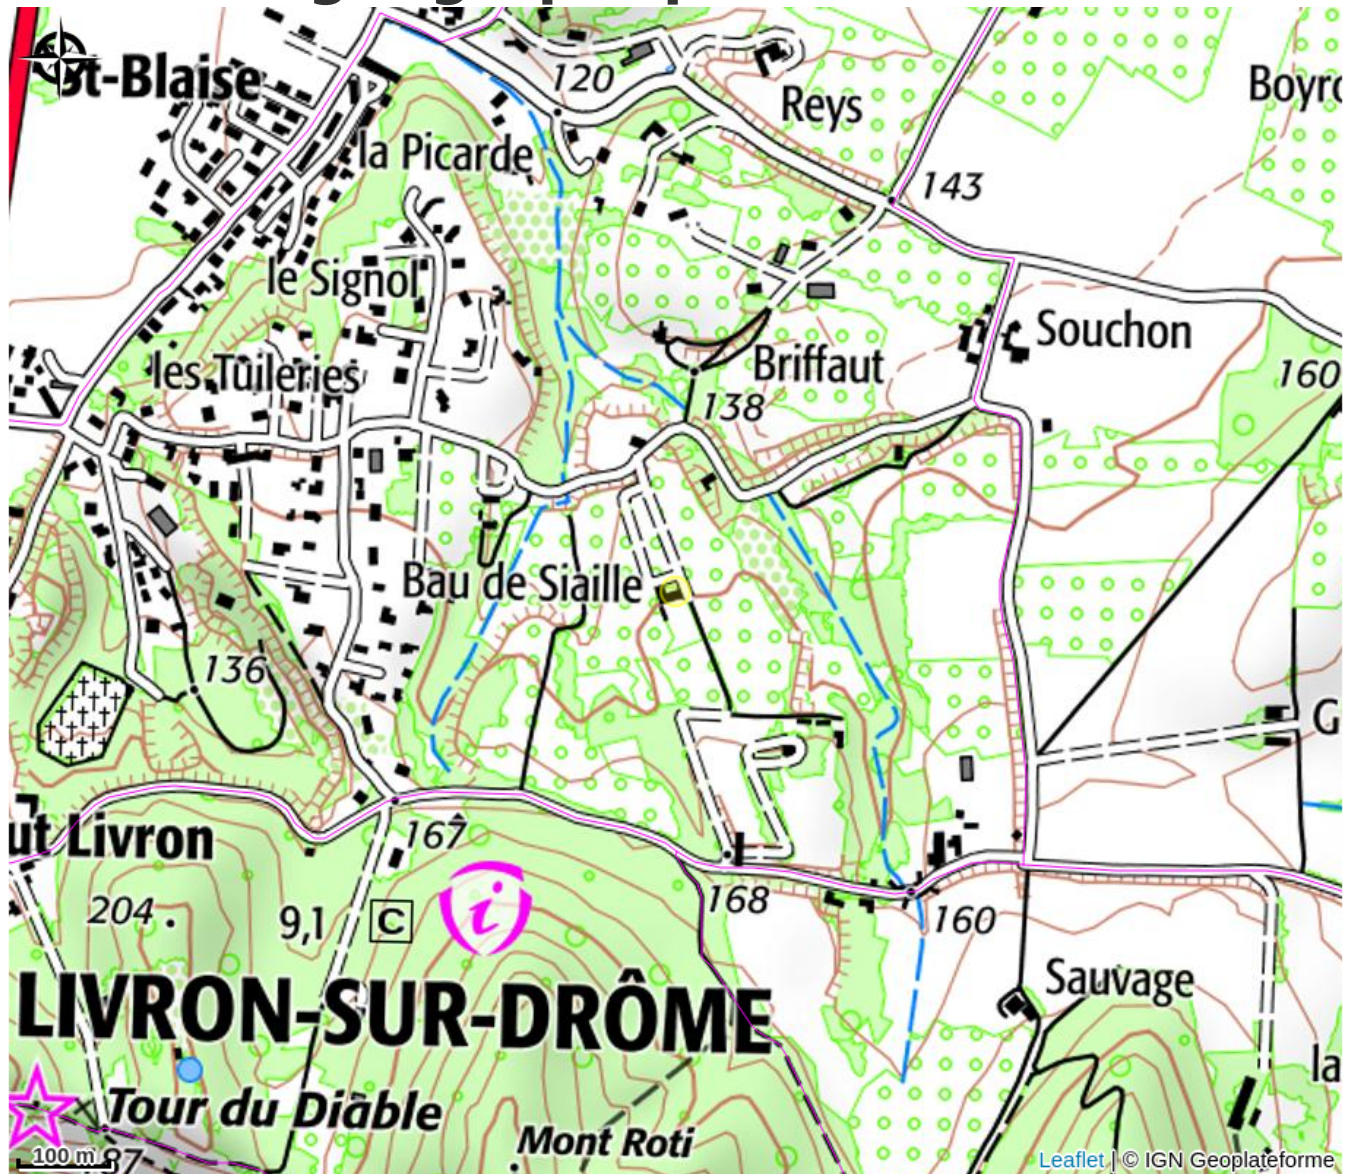 St-Blaise
120
Reys
Boyro
la Picarde
143
le Signol
Souchon
les Tuileries
Briffaut
160
138
Bau de Siaille
136
G
ut Livron
167
168
204
9,1
C
i
160
Sauvage
LIVRON-SUR-DRÔME
la
Tour du Diable
Mont Roti
100 m
Leaflet | © IGN Geoplateforme